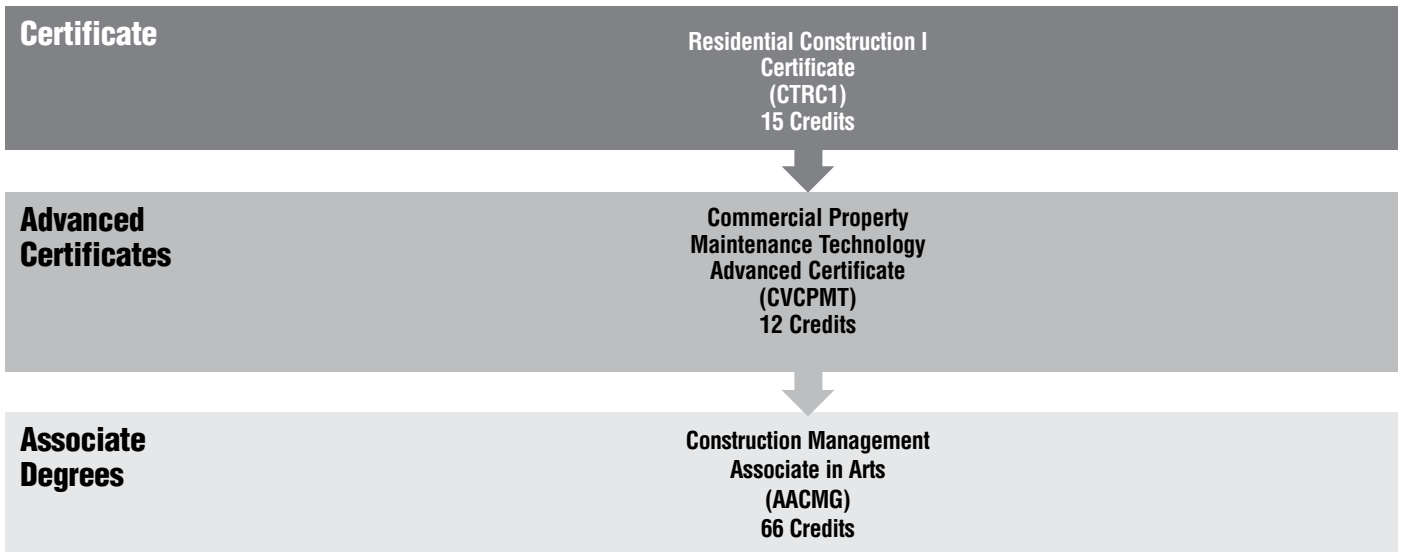 Certificate
Residential Construction I
Certificate
(CTRC1)
15 Credits
Advanced
Certificates
Commercial Property
Maintenance Technology
Advanced Certificate
(CVCPMT)
12 Credits
Associate
Degrees
Construction Management
Associate in Arts
(AACMG)
66 Credits